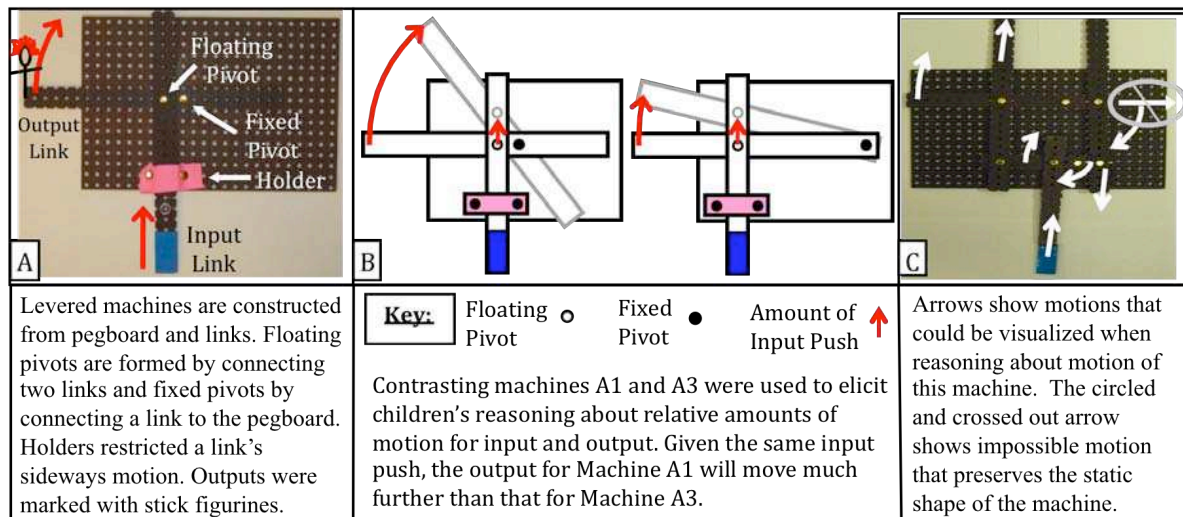 Floating
Pivot
Output
Link
Fixed
Pivot
Holder
Input
Link
A
B
C
Levered machines are constructed
from pegboard and links. Floating
pivots are formed by connecting
two links and fixed pivots by
connecting a link to the pegboard.
Holders restricted a link’s
sideways motion. Outputs were
marked with stick figurines.
Key:
Floating
Pivot
Fixed
Pivot
Amount of
Input Push
Contrasting machines A1 and A3 were used to elicit
children’s reasoning about relative amounts of
motion for input and output. Given the same input
push, the output for Machine A1 will move much
further than that for Machine A3.
Arrows show motions that
could be visualized when
reasoning about motion of
this machine.  The circled
and crossed out arrow
shows impossible motion
that preserves the static
shape of the machine.